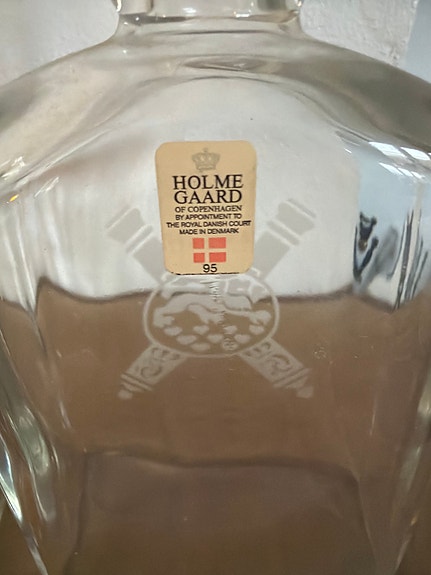 HOLME
GAARD
OF COPENHAGEN
BY APPOINTMENT TO
THE ROYAL DANISH COURT
MADE IN DENMARK
95